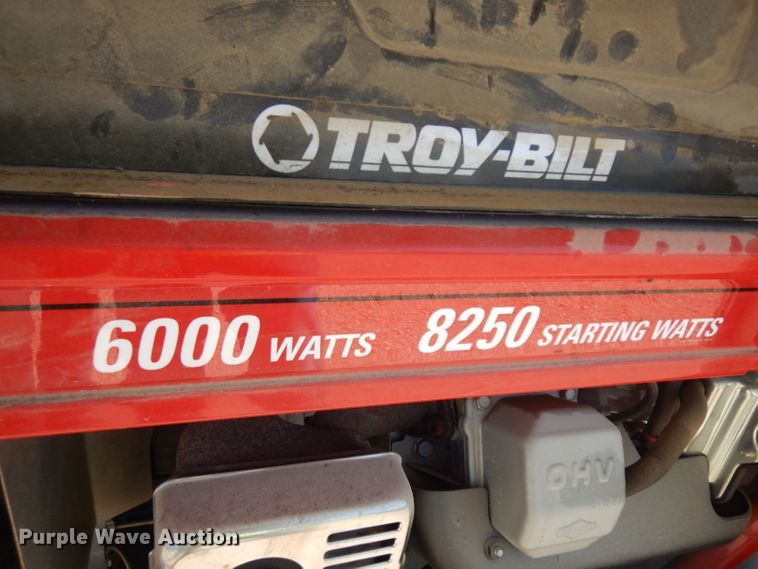 TROY-BILT
6000 WATTS 8250 STARTING WATTS
OHV
Purple Wave Auction